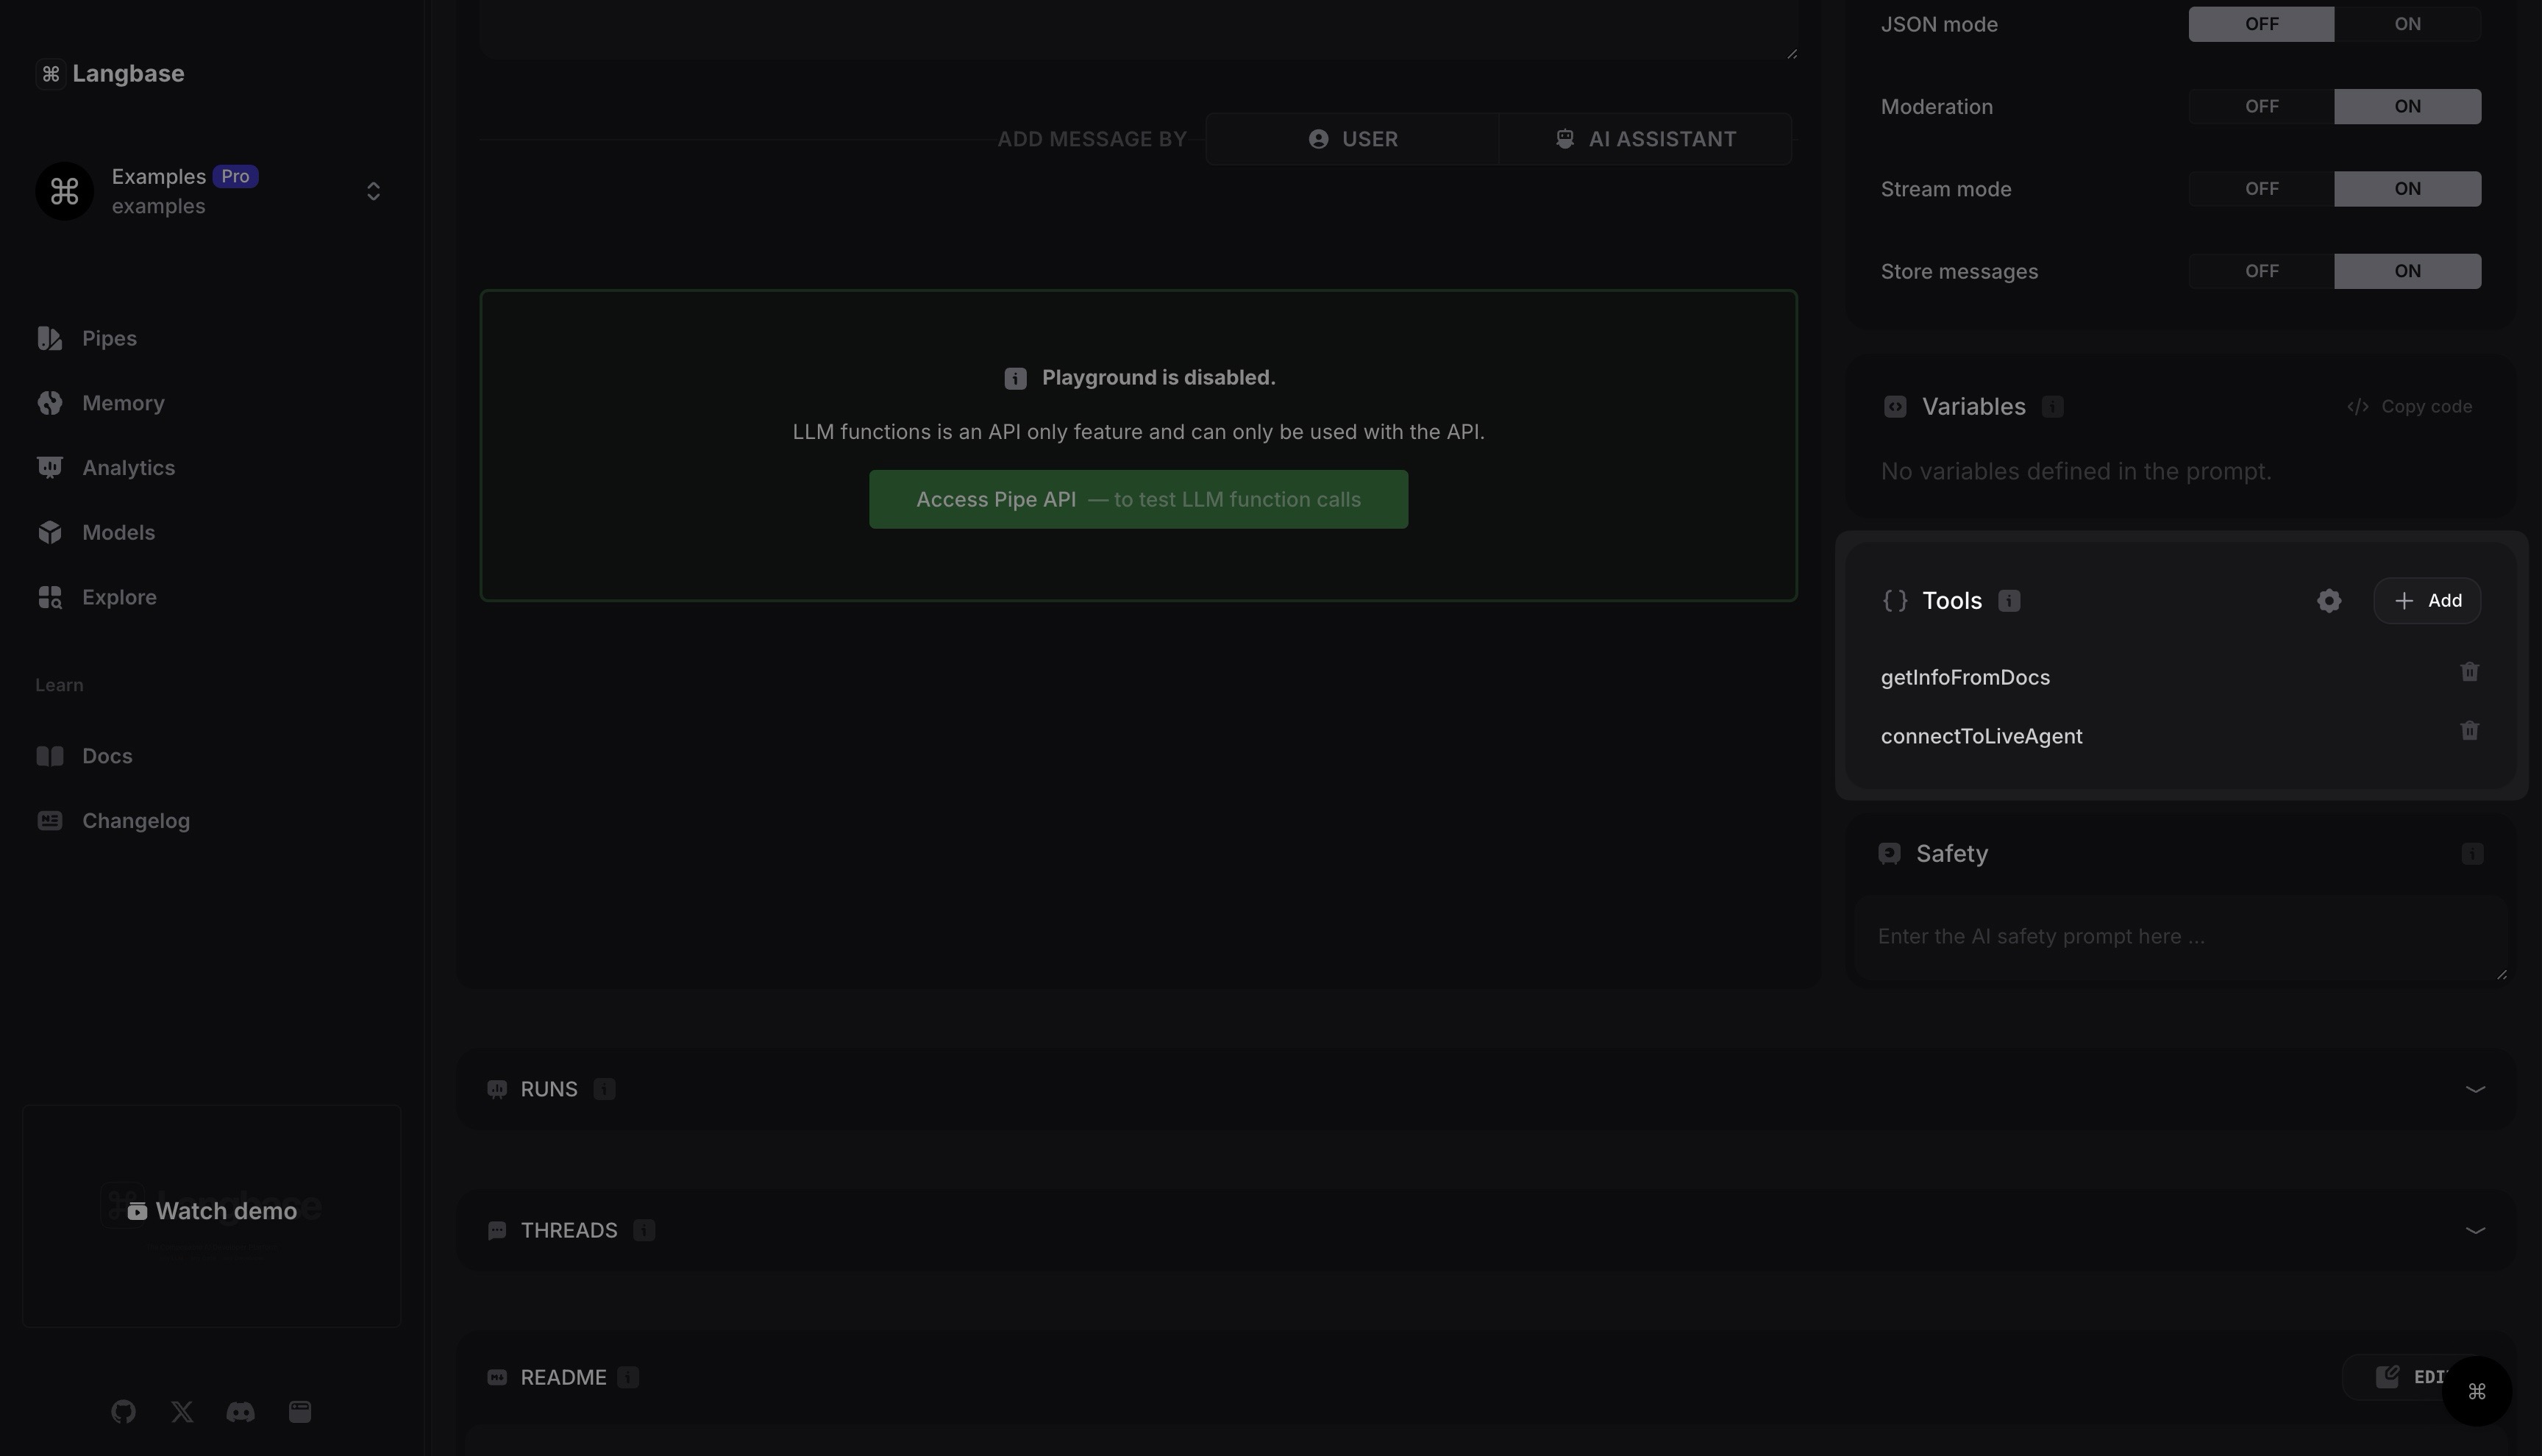 Langbase
Examples Pro
examples
Pipes
Memory
Analytics
Models
Explore
Learn
Docs
Changelog
Watch demo
ADD MESSAGE BY USER AI ASSISTANT
Playground is disabled.
LLM functions is an API only feature and can only be used with the API.
Access Pipe API — to test LLM function calls
JSON mode OFF ON
Moderation OFF ON
Stream mode OFF ON
Store messages OFF ON
Variables Copy code
No variables defined in the prompt.
Tools Add
getInfoFromDocs
connectToLiveAgent
Safety
Enter the AI safety prompt here ...
RUNS
THREADS
README